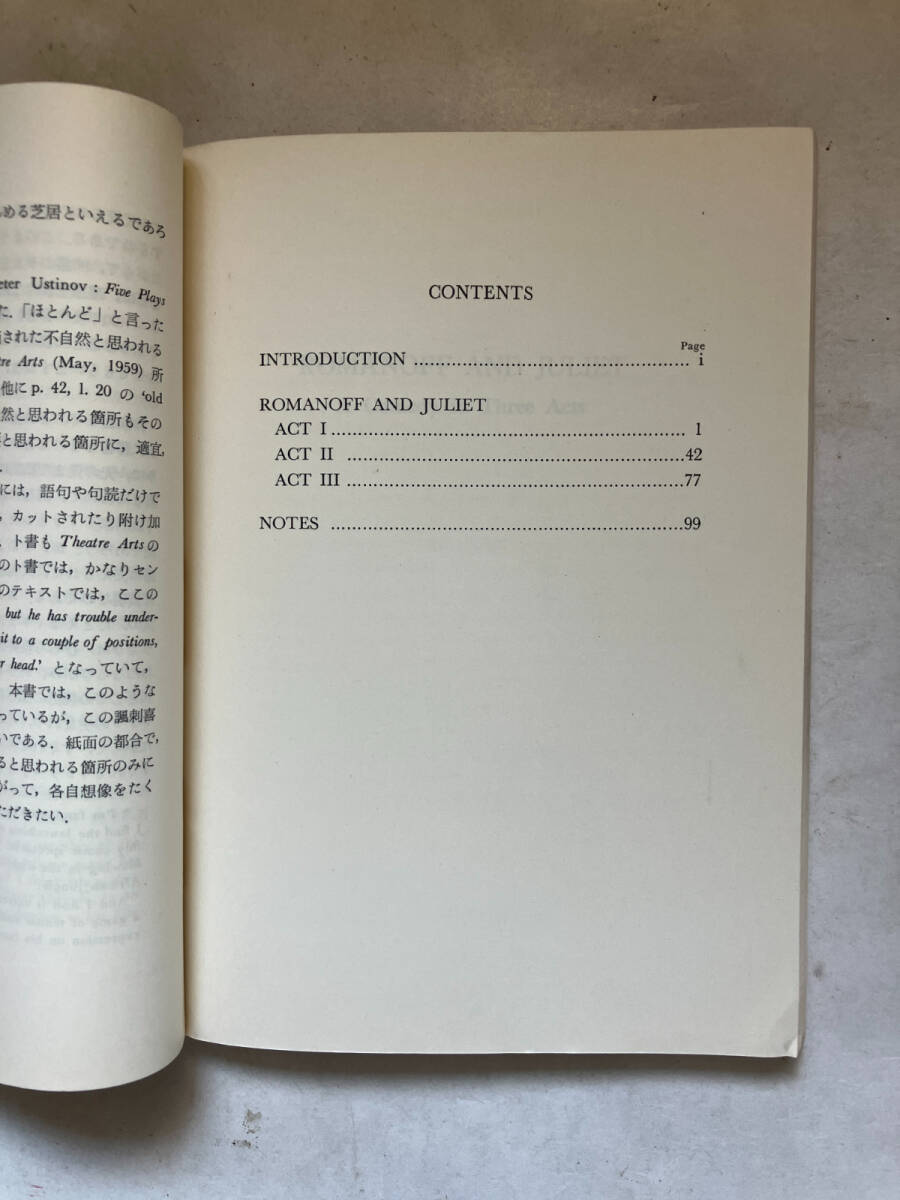 める芝居といえるであろ
eter Ustinov : Five Plays
た.「ほとんど」と言った
された不自然と思われる
tre Arts (May, 1959) 所
他に p. 42, l. 20 の 'old
然と思われる箇所もその
と思われる箇所に, 適宜,
には, 語句や句読だけで
, カットされたり附け加
, ト書も Theatre Arts の
のト書では, かなりセン
のテキストでは, ここの
but he has trouble under-
it to a couple of positions,
r head.' となっていて,
本書では, このような
っているが, この諷刺喜
いである. 紙面の都合で,
ると思われる箇所のみに
がって, 各自想像をたく
ただきたい.
CONTENTS
Page
INTRODUCTION ........ i
ROMANOFF AND JULIET
ACT I ........ 1
ACT II ........ 42
ACT III ........ 77
NOTES ........ 99